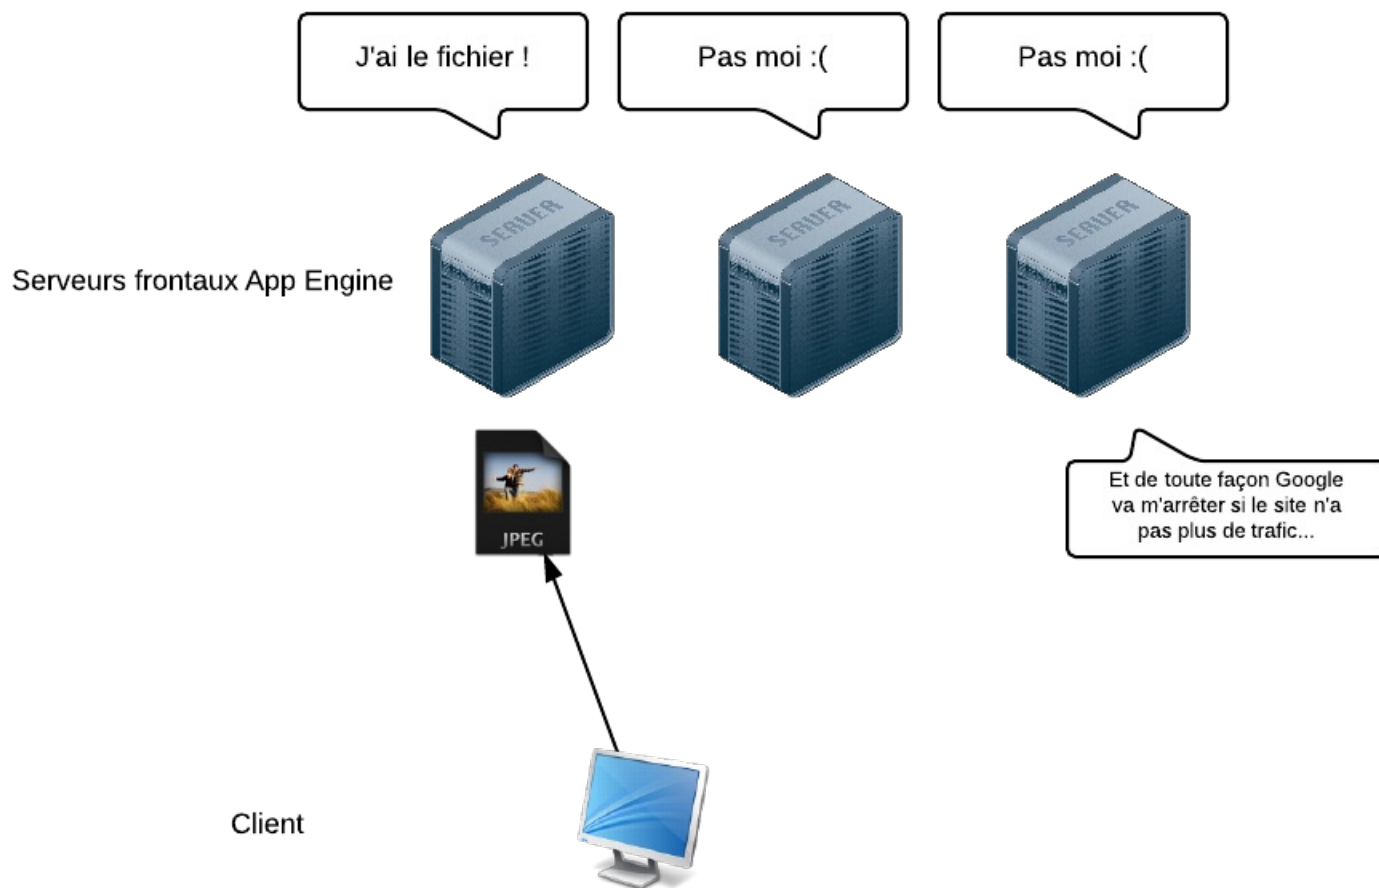 J'ai le fichier !
Pas moi :(
Pas moi :(
SERVER
SERVER
SERVER
Serveurs frontaux App Engine
JPEG
Et de toute façon Google
va m'arrêter si le site n'a
pas plus de trafic...
Client